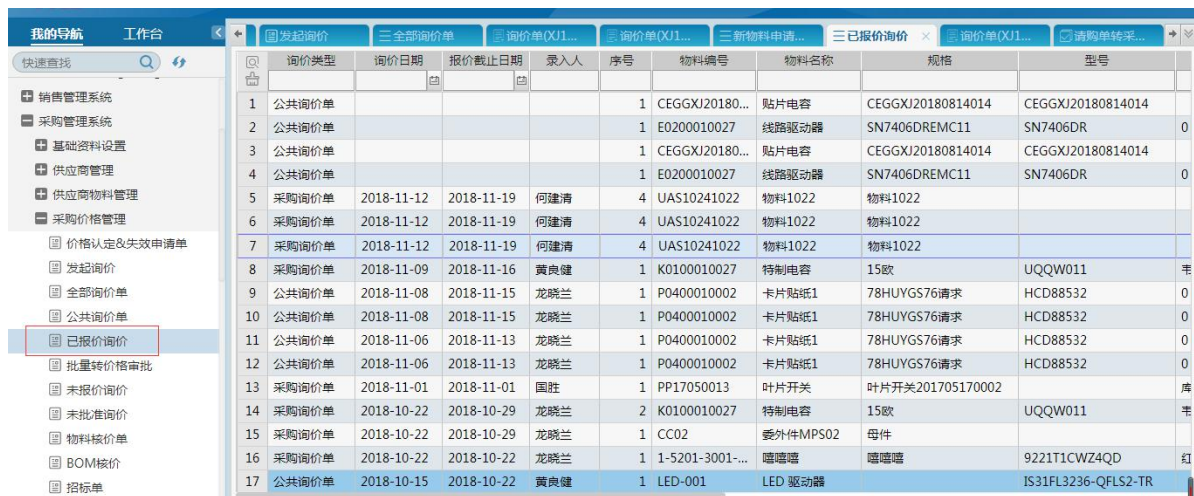 我的导航 工作台
发起询价 全部询价单 询价单(XJ1... 询价单(XJ1... 新物料申请... 已报价询价 询价单(XJ1... 请购单转采...
快速查找
销售管理系统
采购管理系统
基础资料设置
供应商管理
供应商物料管理
采购价格管理
价格认定&失效申请单
发起询价
全部询价单
公共询价单
已报价询价
批量转价格审批
未报价询价
未批准询价
物料核价单
BOM核价
招标单
询价类型 询价日期 报价截止日期 录入人 序号 物料编号 物料名称 规格 型号
1 公共询价单 1 CEGGXJ20180... 贴片电容 CEGGXJ20180814014 CEGGXJ20180814014
2 公共询价单 1 E0200010027 线路驱动器 SN7406DREMC11 SN7406DR 0
3 公共询价单 1 CEGGXJ20180... 贴片电容 CEGGXJ20180814014 CEGGXJ20180814014
4 公共询价单 1 E0200010027 线路驱动器 SN7406DREMC11 SN7406DR 0
5 采购询价单 2018-11-12 2018-11-19 何建清 4 UAS10241022 物料1022 物料1022
6 采购询价单 2018-11-12 2018-11-19 何建清 4 UAS10241022 物料1022 物料1022
7 采购询价单 2018-11-12 2018-11-19 何建清 4 UAS10241022 物料1022 物料1022
8 采购询价单 2018-11-09 2018-11-16 黄良健 1 K0100010027 特制电容 15欧 UQQW011
9 公共询价单 2018-11-08 2018-11-15 龙晓兰 1 P0400010002 卡片贴纸1 78HUYGS76请求 HCD88532 0
10 公共询价单 2018-11-08 2018-11-15 龙晓兰 1 P0400010002 卡片贴纸1 78HUYGS76请求 HCD88532 0
11 公共询价单 2018-11-06 2018-11-13 龙晓兰 1 P0400010002 卡片贴纸1 78HUYGS76请求 HCD88532 0
12 公共询价单 2018-11-06 2018-11-13 龙晓兰 1 P0400010002 卡片贴纸1 78HUYGS76请求 HCD88532 0
13 采购询价单 2018-11-01 2018-11-01 国胜 1 PP17050013 叶片开关 叶片开关201705170002
14 采购询价单 2018-10-22 2018-10-29 龙晓兰 2 K0100010027 特制电容 15欧 UQQW011
15 采购询价单 2018-10-22 2018-10-29 龙晓兰 1 CC02 委外件MPS02 母件
16 采购询价单 2018-10-22 2018-10-29 龙晓兰 1 1-5201-3001-... 嘻嘻嘻 嘻嘻嘻 9221T1CWZ4QD 红
17 公共询价单 2018-10-15 2018-10-22 黄良健 1 LED-001 LED 驱动器 IS31FL3236-QFLS2-TR